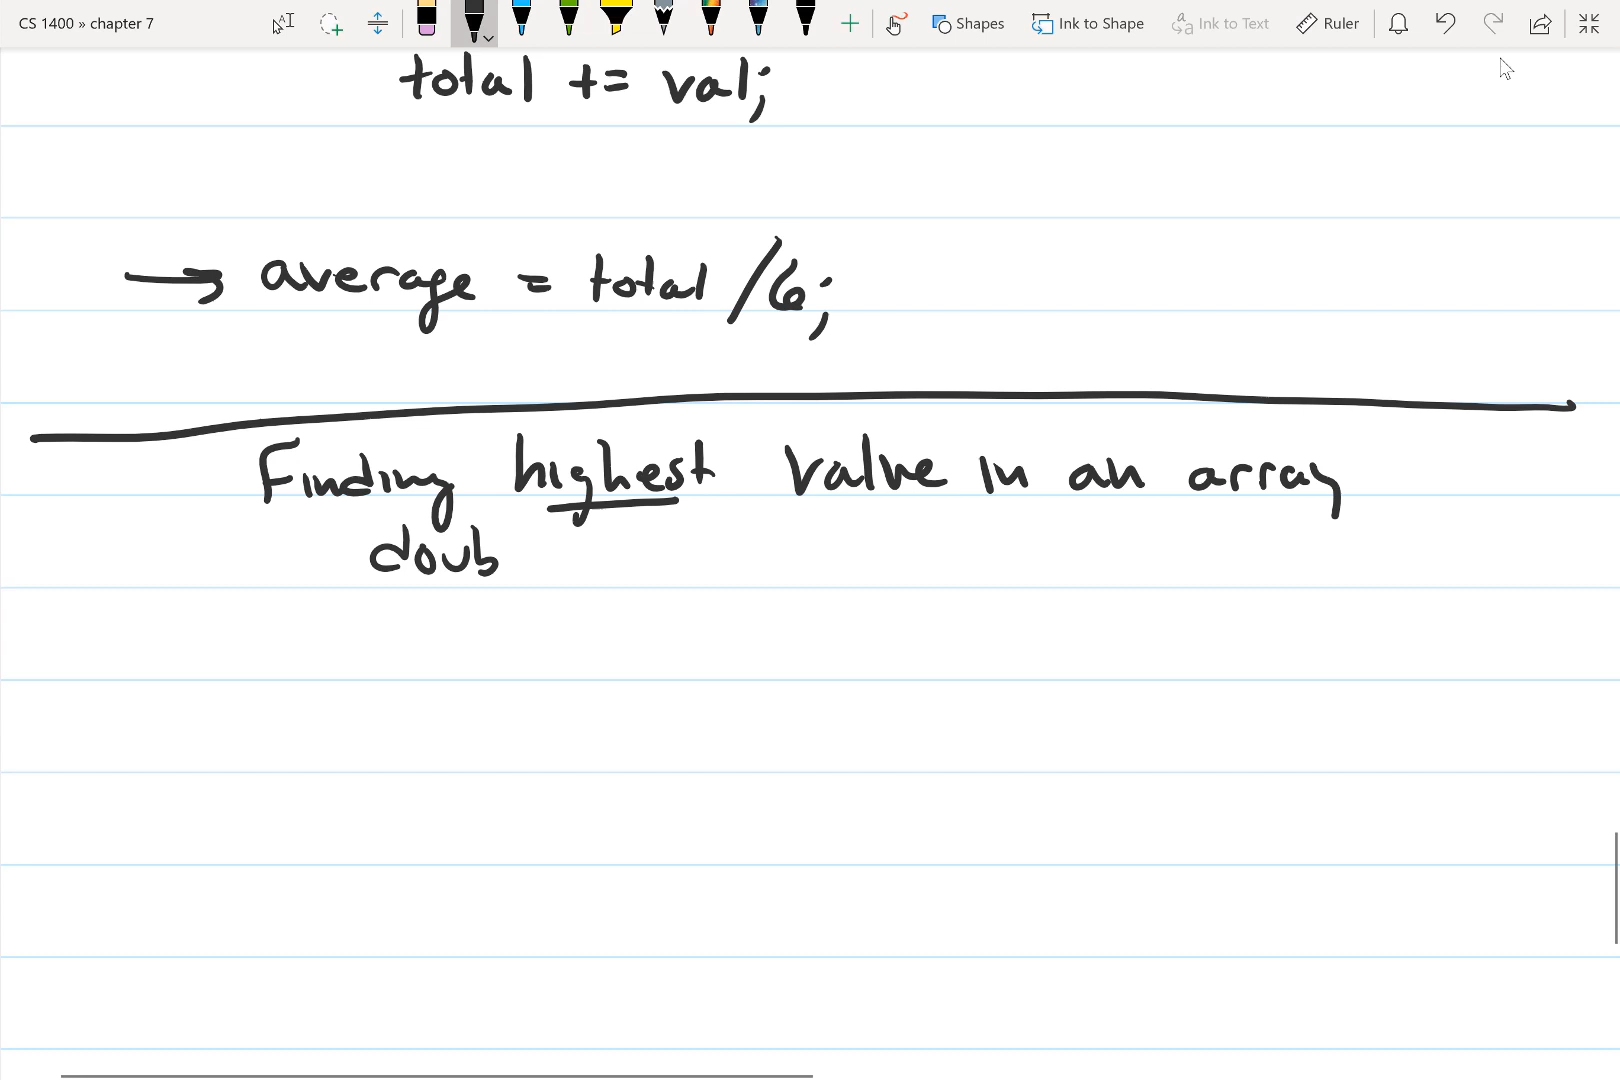 CS 1400 » chapter 7
Shapes
Ink to Shape
Ink to Text
Ruler
total += val;
→ average = total /6;
Finding highest value in an array
doub